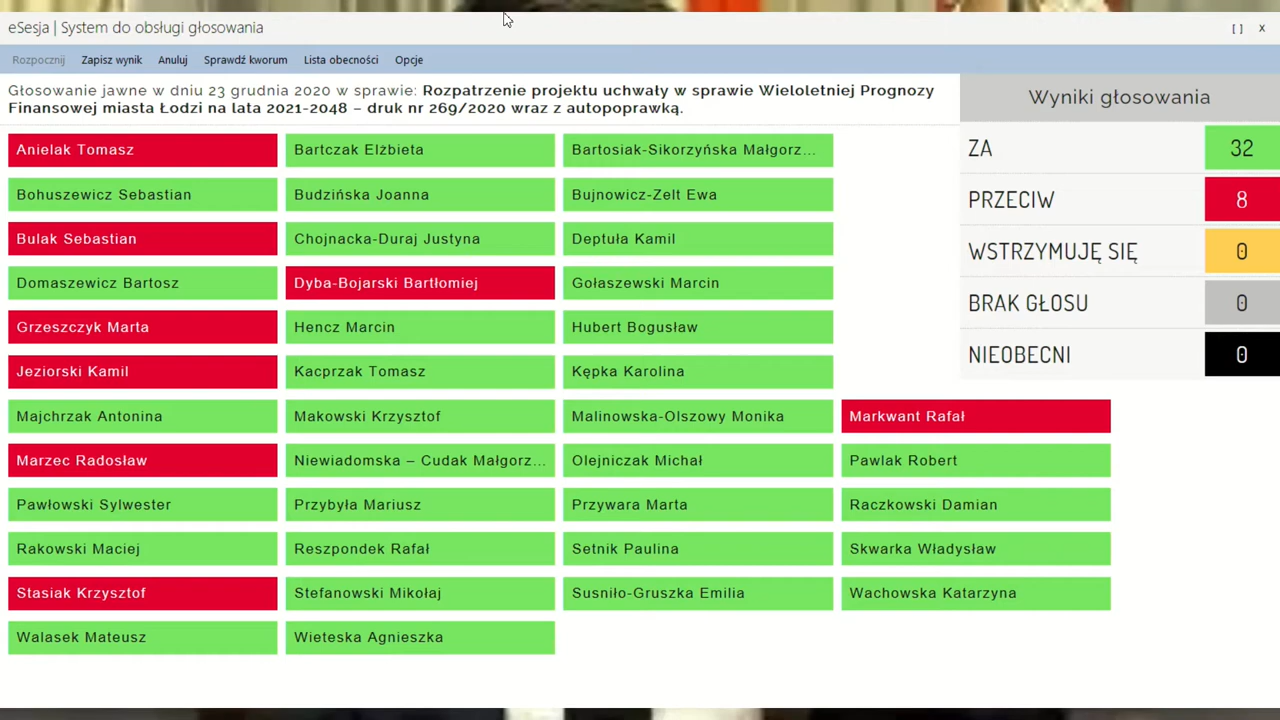 eSesja | System do obsługi głosowania
[ ] X
Rozpocznij Zapisz wynik Anuluj Sprawdź kworum Lista obecności Opcje
Głosowanie jawne w dniu 23 grudnia 2020 w sprawie: Rozpatrzenie projektu uchwały w sprawie Wieloletniej Prognozy
Finansowej miasta Łodzi na lata 2021-2048 – druk nr 269/2020 wraz z autopoprawką.
Anielak Tomasz Bartczak Elżbieta Bartosiak-Sikorzyńska Małgorz...
Bohuszewicz Sebastian Budzińska Joanna Bujnowicz-Zelt Ewa
Bulak Sebastian Chojnacka-Duraj Justyna Deptuła Kamil
Domaszewicz Bartosz Dyba-Bojarski Bartłomiej Gołaszewski Marcin
Grzeszczyk Marta Hencz Marcin Hubert Bogusław
Jeziorski Kamil Kacprzak Tomasz Kępka Karolina
Majchrzak Antonina Makowski Krzysztof Malinowska-Olszowy Monika Markwant Rafał
Marzec Radosław Niewiadomska – Cudak Małgorz... Olejniczak Michał Pawlak Robert
Pawłowski Sylwester Przybyła Mariusz Przywara Marta Raczkowski Damian
Rakowski Maciej Reszpondek Rafał Setnik Paulina Skwarka Władysław
Stasiak Krzysztof Stefanowski Mikołaj Susniło-Gruszka Emilia Wachowska Katarzyna
Walasek Mateusz Wieteska Agnieszka
Wyniki głosowania
ZA 32
PRZECIW 8
WSTRZYMUJĘ SIĘ 0
BRAK GŁOSU 0
NIEOBECNI 0